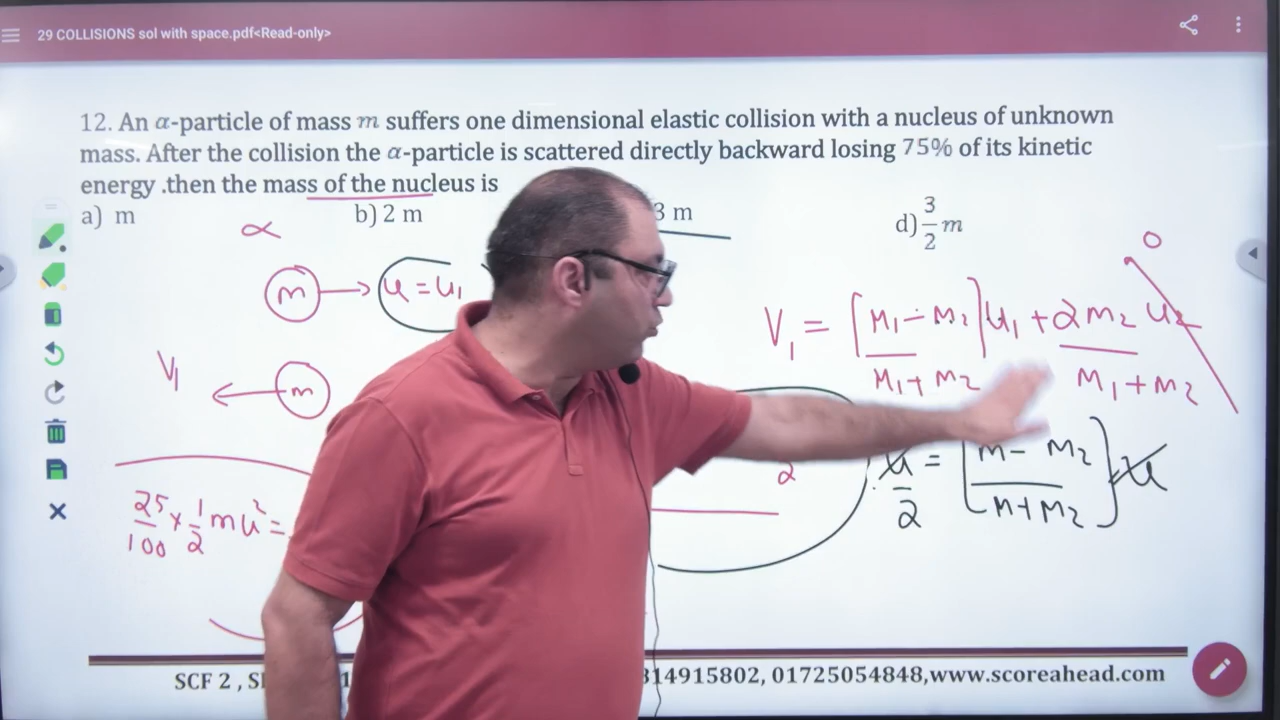 29 COLLISIONS sol with space.pdf<Read-only>
12. An α-particle of mass m suffers one dimensional elastic collision with a nucleus of unknown
mass. After the collision the α-particle is scattered directly backward losing 75% of its kinetic
energy .then the mass of the nucleus is
a) m b) 2 m 3 m d) 3/2 m
α
m → u = u₁
V₁ = [M₁ - M₂ / M₁ + M₂] u₁ + 2 m₂ u₂ / M₁ + m₂
0
V₁ ← m
25/100 × 1/2 m u² =
2
u/2 = [m - M₂ / m + M₂] u
SCF 2 , 314915802, 01725054848,www.scoreahead.com